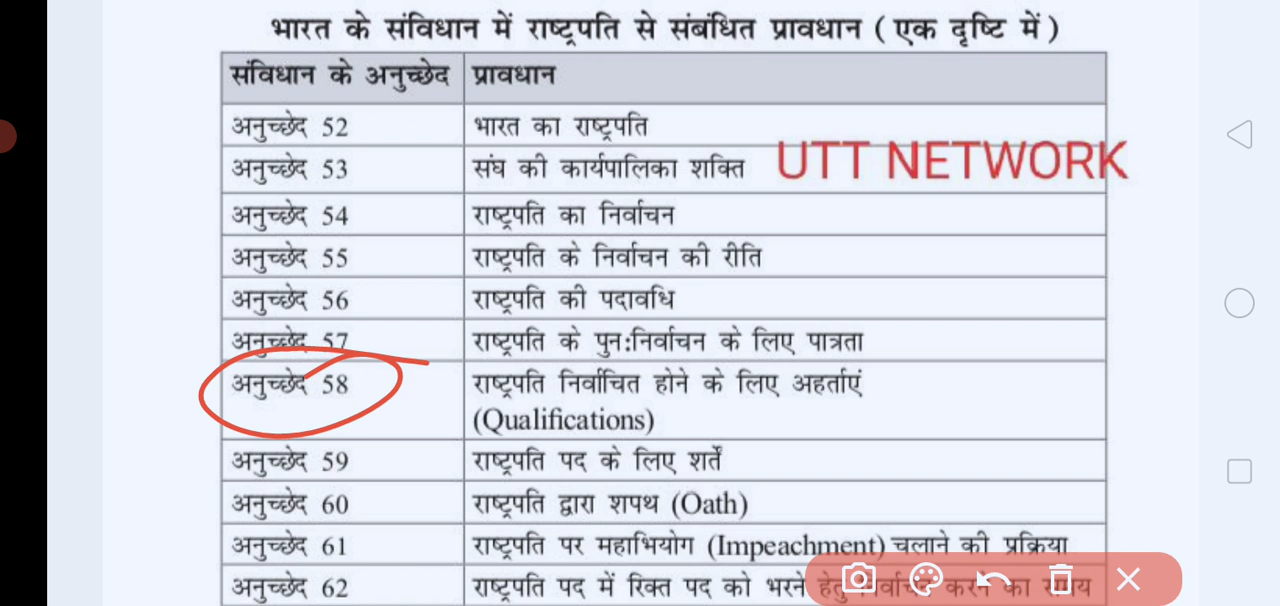 भारत के संविधान में राष्ट्रपति से संबंधित प्रावधान ( एक दृष्टि में )
संविधान के अनुच्छेद प्रावधान
अनुच्छेद 52 भारत का राष्ट्रपति
अनुच्छेद 53 संघ की कार्यपालिका शक्ति UTT NETWORK
अनुच्छेद 54 राष्ट्रपति का निर्वाचन
अनुच्छेद 55 राष्ट्रपति के निर्वाचन की रीति
अनुच्छेद 56 राष्ट्रपति की पदावधि
अनुच्छेद 57 राष्ट्रपति के पुन:निर्वाचन के लिए पात्रता
अनुच्छेद 58 राष्ट्रपति निर्वाचित होने के लिए अहर्ताएं
(Qualifications)
अनुच्छेद 59 राष्ट्रपति पद के लिए शर्तें
अनुच्छेद 60 राष्ट्रपति द्वारा शपथ (Oath)
अनुच्छेद 61 राष्ट्रपति पर महाभियोग (Impeachment) चलाने की प्रक्रिया
अनुच्छेद 62 राष्ट्रपति पद में रिक्त पद को भरने हेतु निर्वाचन करने का समय